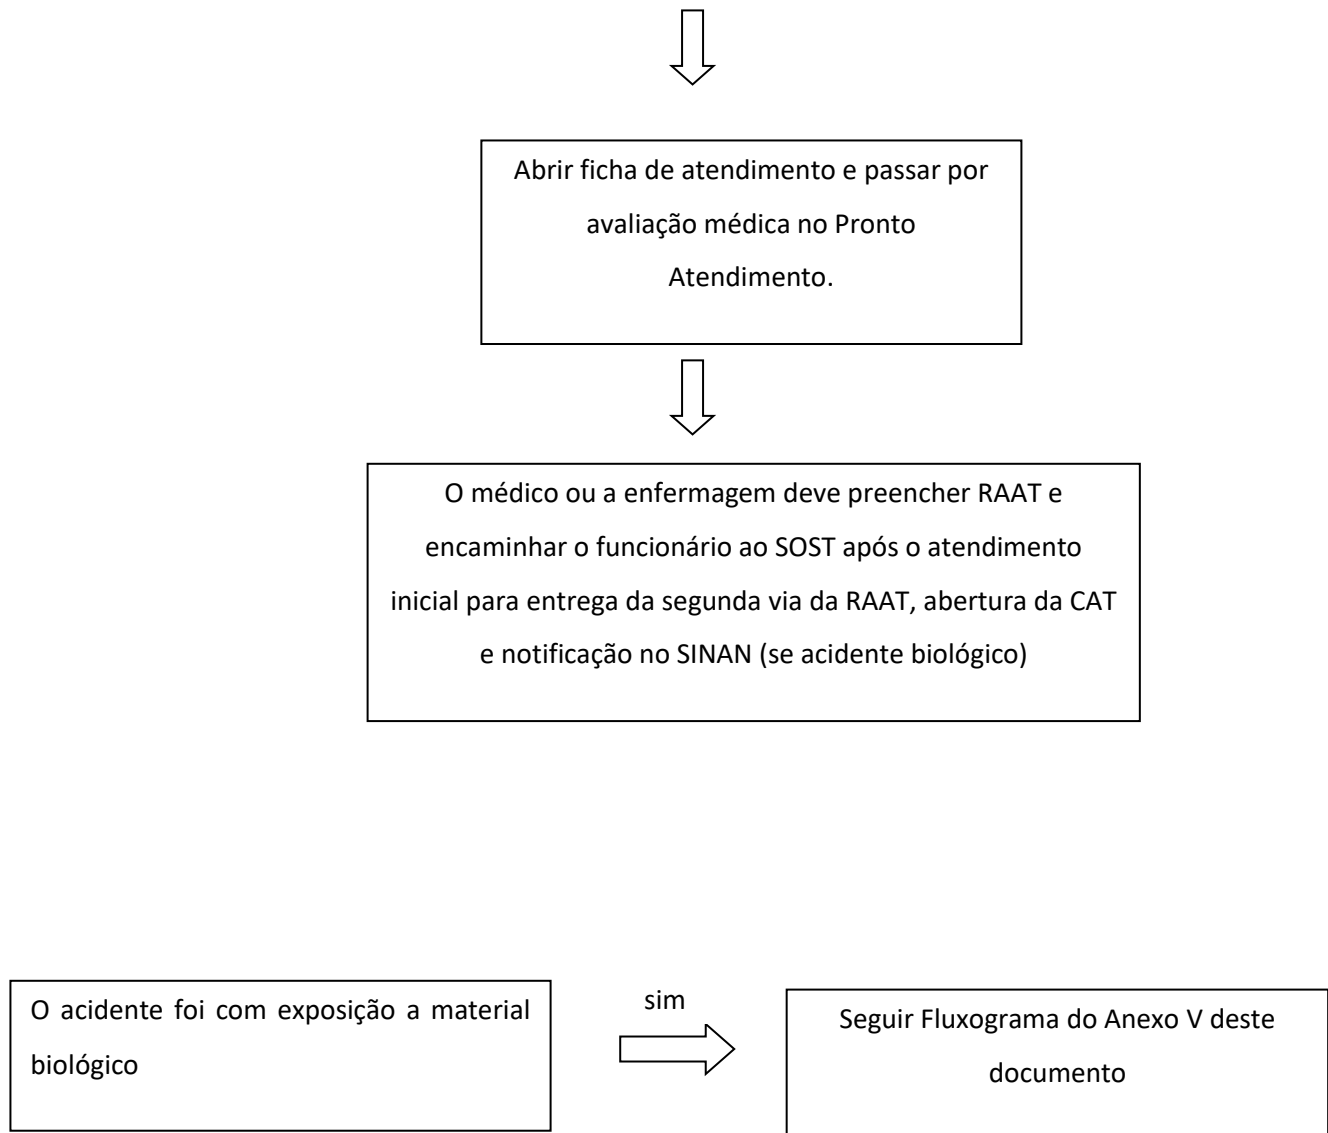 Abrir ficha de atendimento e passar por
avaliação médica no Pronto
Atendimento.
O médico ou a enfermagem deve preencher RAAT e
encaminhar o funcionário ao SOST após o atendimento
inicial para entrega da segunda via da RAAT, abertura da CAT
e notificação no SINAN (se acidente biológico)
O acidente foi com exposição a material
biológico
sim
Seguir Fluxograma do Anexo V deste
documento